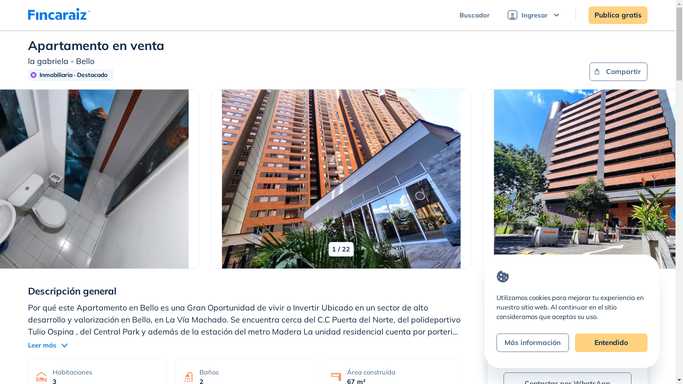 Fincaraiz
Buscador
Ingresar
Publica gratis
Apartamento en venta
la gabriela - Bello
Inmobiliaria - Destacado
Compartir
1 / 22
Descripción general
Por qué este Apartamento en Bello es una Gran Oportunidad de vivir o Invertir Ubicado en un sector de alto
desarrollo y valorización en Bello, en La Vía Machado. Se encuentra cerca del C.C Puerta del Norte, del polideportivo
Tulio Ospina , del Central Park y además de la estación del metro Madera La unidad residencial cuenta con porterí...
Leer más
Habitaciones
3
Baños
2
Área construida
67 m²
Utilizamos cookies para mejorar tu experiencia en
nuestro sitio web. Al continuar en el sitio
consideramos que aceptas su uso.
Más información
Entendido
Contactar por WhatsApp